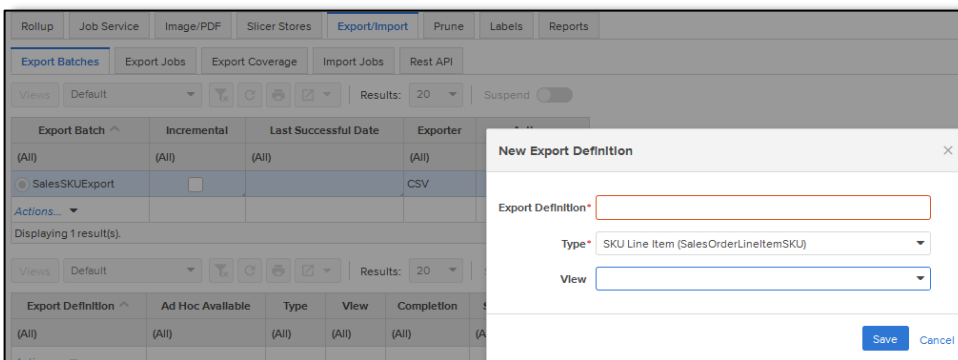 Rollup Job Service Image/PDF Slicer Stores Export/Import Prune Labels Reports
Export Batches Export Jobs Export Coverage Import Jobs Rest API
Views Default Results: 20 Suspend
Export Batch Incremental Last Successful Date Exporter
(All) (All) (All) (All)
SalesSKUExport CSV
Actions...
Displaying 1 result(s).
Views Default Results: 20
Export Definition Ad Hoc Available Type View Completion
(All) (All) (All) (All) (All)
New Export Definition
Export Definition*
Type* SKU Line Item (SalesOrderLineItemSKU)
View
Save Cancel